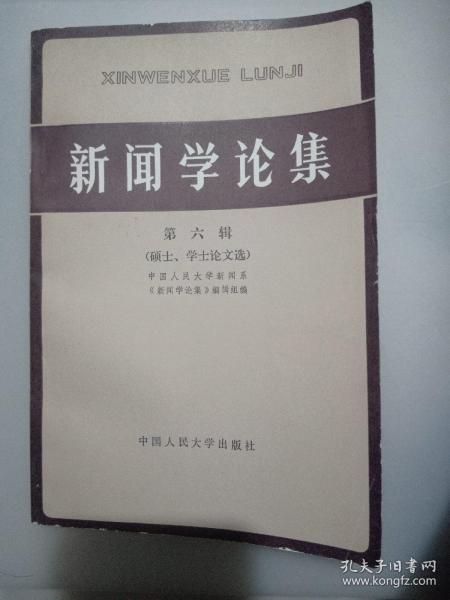 XINWENXUE LUNJI
新闻学论集
第六辑
(硕士、学士论文选)
中国人民大学新闻系
《新闻学论集》编辑组编
中国人民大学出版社
孔夫子旧书网
www.kongfz.com